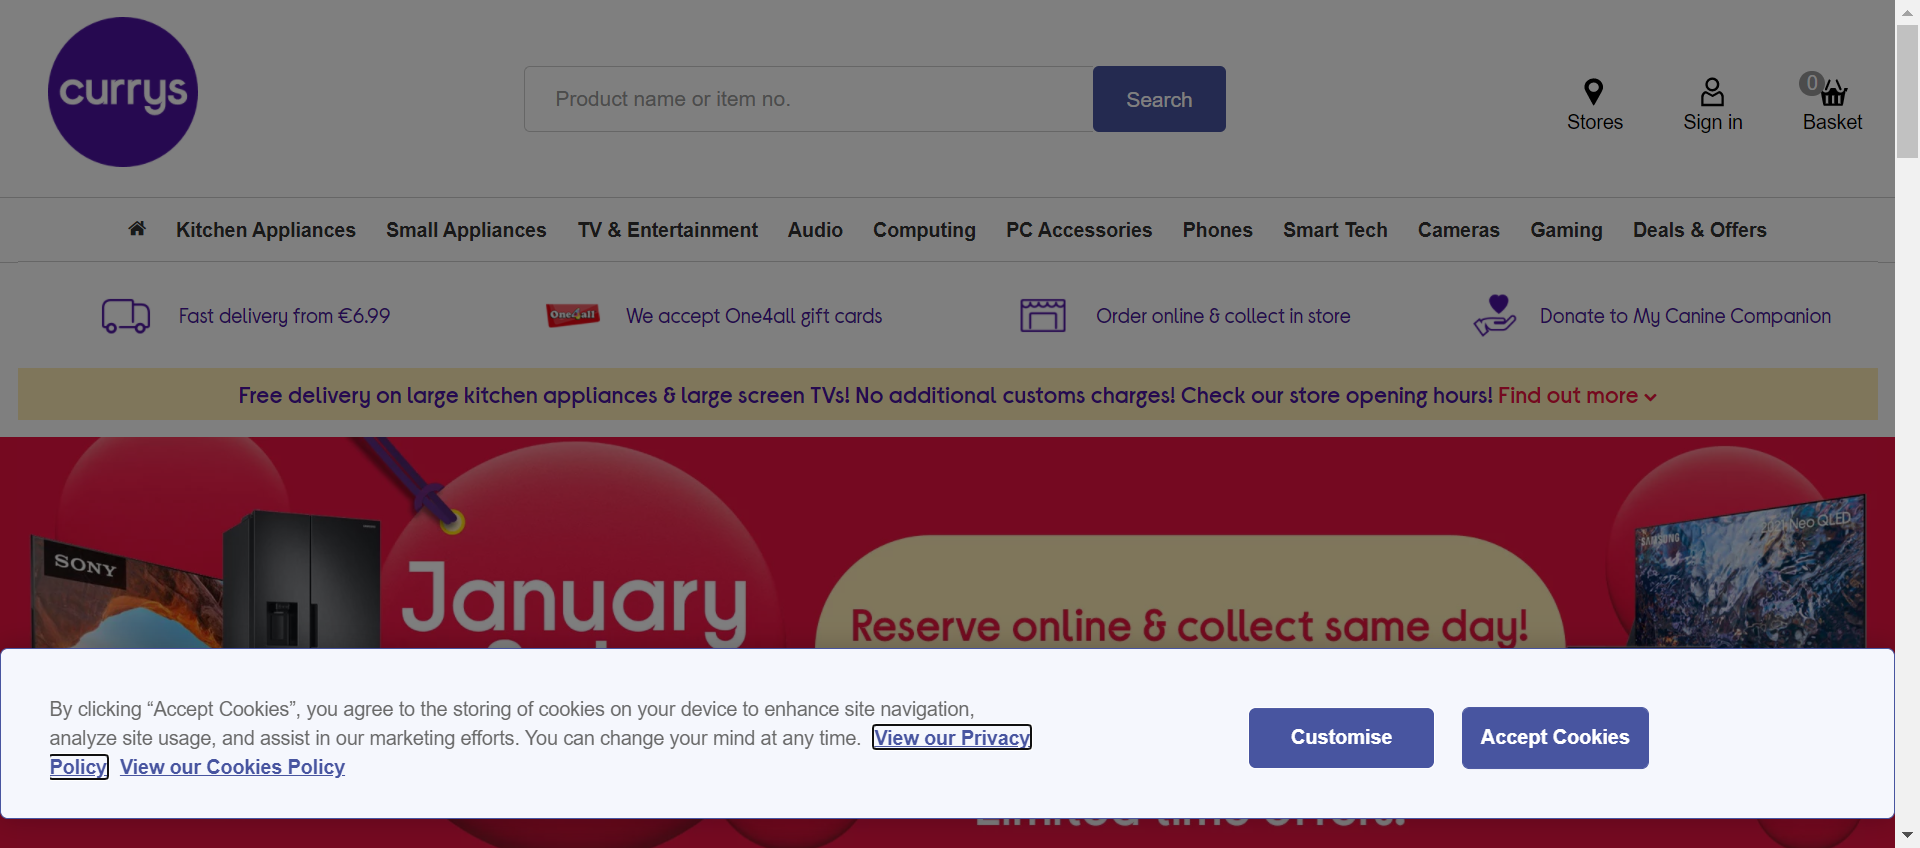 currys
Product name or item no.
Search
Stores
Sign in
0
Basket
Kitchen Appliances
Small Appliances
TV & Entertainment
Audio
Computing
PC Accessories
Phones
Smart Tech
Cameras
Gaming
Deals & Offers
Fast delivery from €6.99
One4all
We accept One4all gift cards
Order online & collect in store
Donate to My Canine Companion
Free delivery on large kitchen appliances & large screen TVs! No additional customs charges! Check our store opening hours! Find out more
SONY
January
Reserve online & collect same day!
2021 Neo QLED
SAMSUNG
By clicking “Accept Cookies”, you agree to the storing of cookies on your device to enhance site navigation,
analyze site usage, and assist in our marketing efforts. You can change your mind at any time. View our Privacy
Policy View our Cookies Policy
Customise
Accept Cookies
Limited time offers!